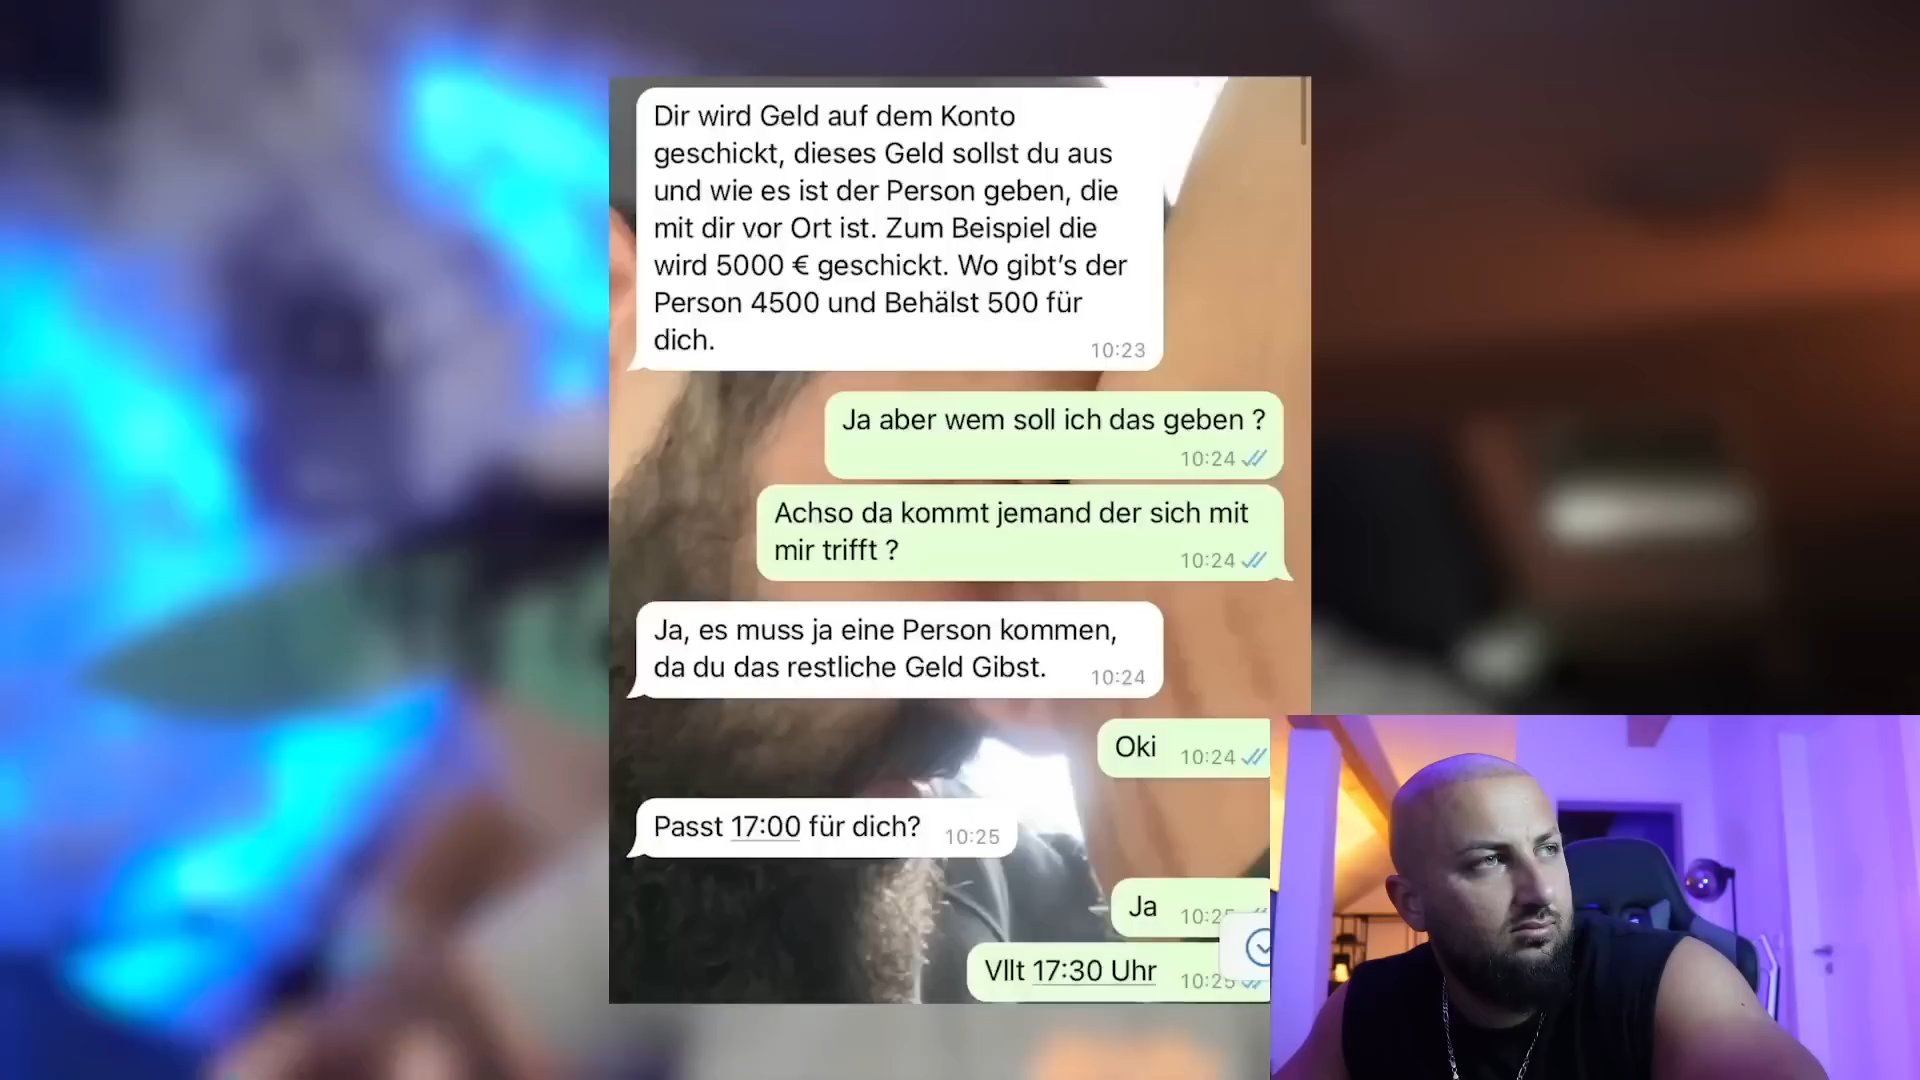 Dir wird Geld auf dem Konto
geschickt, dieses Geld sollst du aus
und wie es ist der Person geben, die
mit dir vor Ort ist. Zum Beispiel die
wird 5000 € geschickt. Wo gibt's der
Person 4500 und Behälst 500 für
dich.
10:23
Ja aber wem soll ich das geben ?
10:24
Achso da kommt jemand der sich mit
mir trifft ?
10:24
Ja, es muss ja eine Person kommen,
da du das restliche Geld Gibst.
10:24
Oki 10:24
Passt 17:00 für dich? 10:25
Ja 10:25
Vllt 17:30 Uhr 10:25